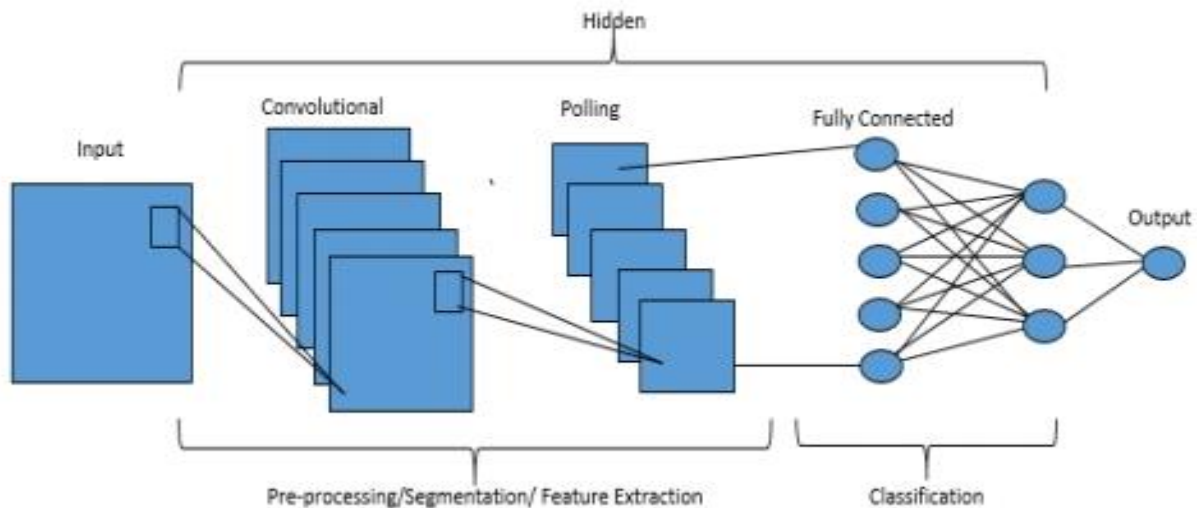 Hidden
Convolutional
Polling
Fully Connected
Input
Output
Pre-processing/Segmentation/ Feature Extraction
Classification